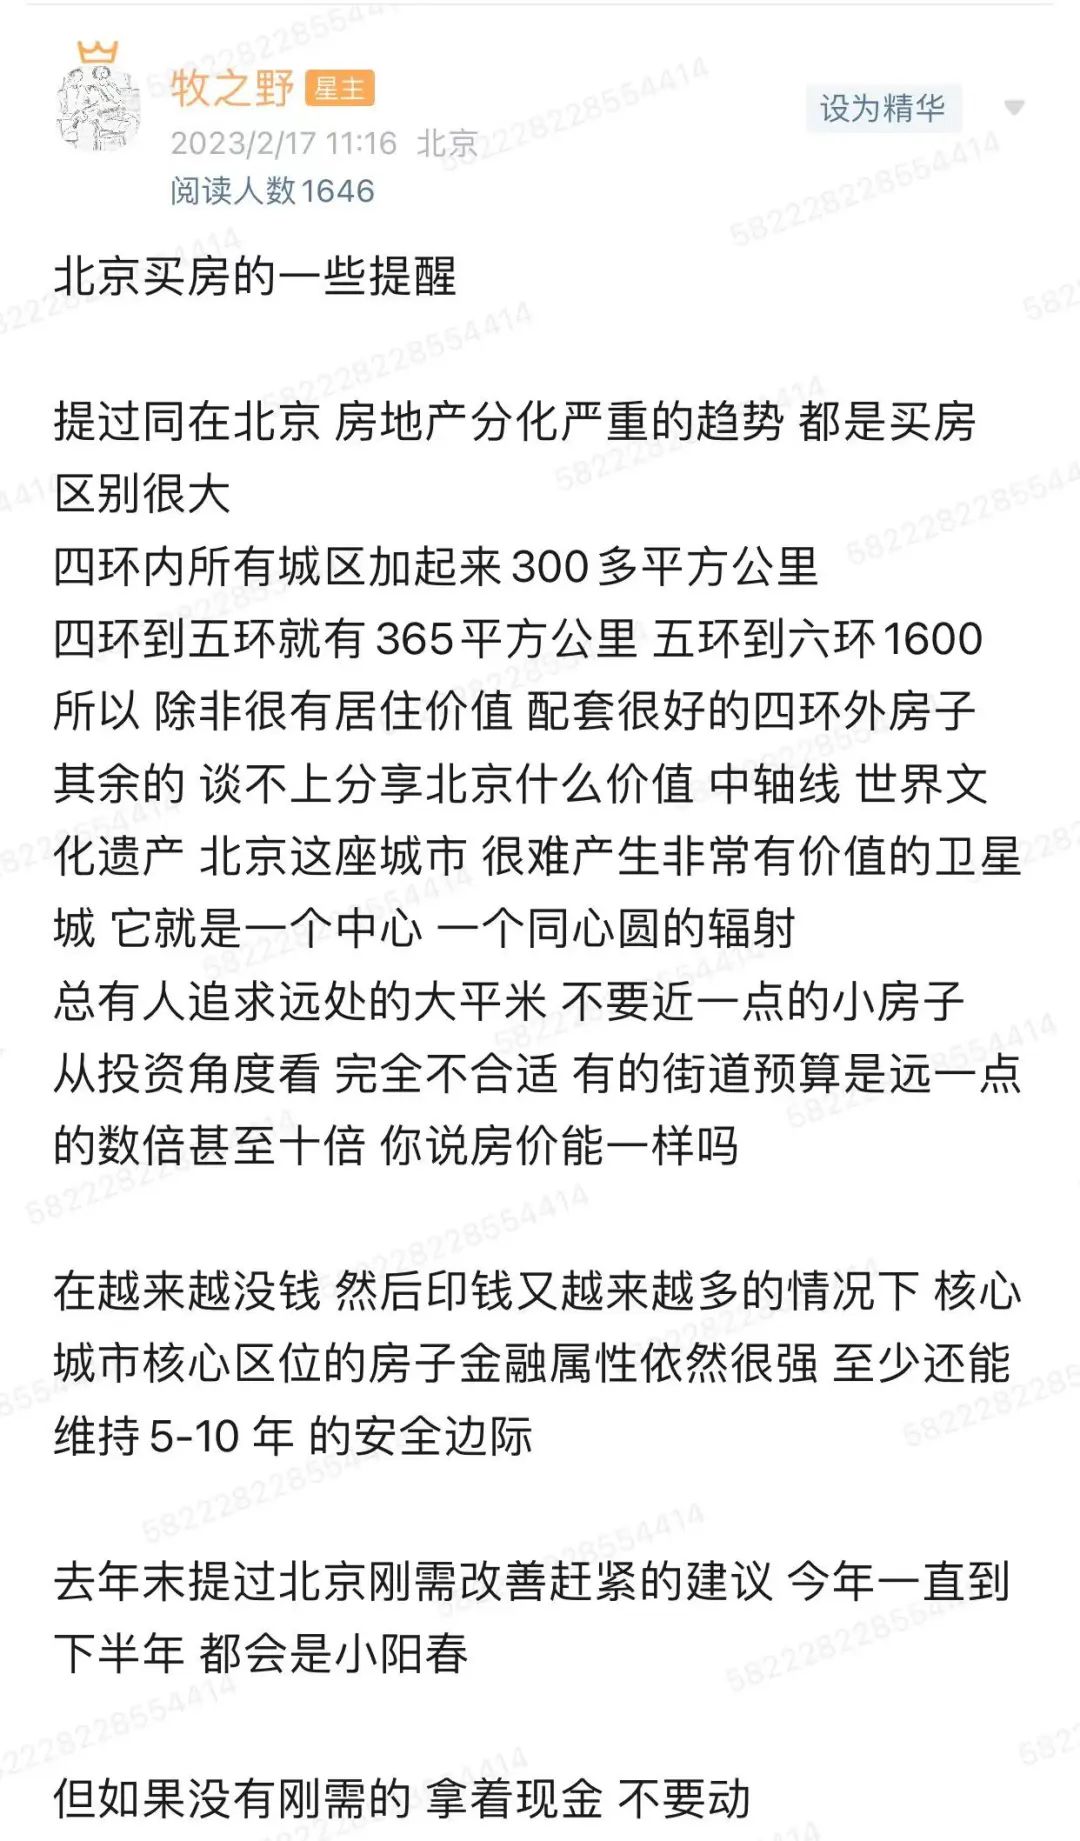 牧之野 星主
设为精华
2023/2/17 11:16 北京
阅读人数1646
北京买房的一些提醒
提过同在北京 房地产分化严重的趋势 都是买房
区别很大
四环内所有城区加起来300多平方公里
四环到五环就有365平方公里 五环到六环1600
所以 除非很有居住价值 配套很好的四环外房子
其余的 谈不上分享北京什么价值 中轴线 世界文
化遗产 北京这座城市 很难产生非常有价值的卫星
城 它就是一个中心 一个同心圆的辐射
总有人追求远处的大平米 不要近一点的小房子
从投资角度看 完全不合适 有的街道预算是远一点
的数倍甚至十倍 你说房价能一样吗
在越来越没钱 然后印钱又越来越多的情况下 核心
城市核心区位的房子金融属性依然很强 至少还能
维持5-10 年 的安全边际
去年末提过北京刚需改善赶紧的建议 今年一直到
下半年 都会是小阳春
但如果没有刚需的 拿着现金 不要动
582228228554414